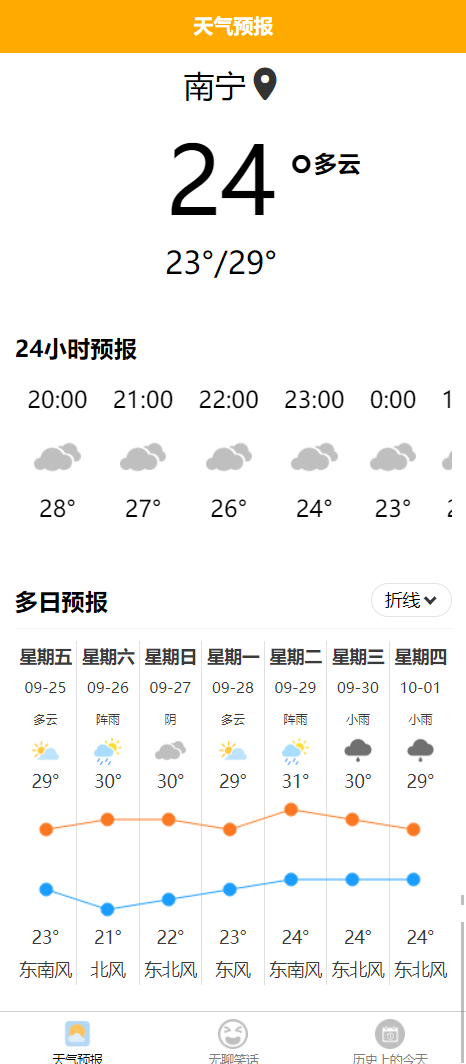 天气预报
南宁
24 °多云
23°/29°
24小时预报
20:00 21:00 22:00 23:00 0:00
28° 27° 26° 24° 23°
多日预报 折线
星期五 星期六 星期日 星期一 星期二 星期三 星期四
09-25 09-26 09-27 09-28 09-29 09-30 10-01
多云 阵雨 阴 多云 阵雨 小雨 小雨
29° 30° 30° 29° 31° 30° 29°
23° 21° 22° 23° 24° 24° 24°
东南风 北风 东北风 东风 东南风 东北风 东北风
天气预报 无聊笑话 历史上的今天